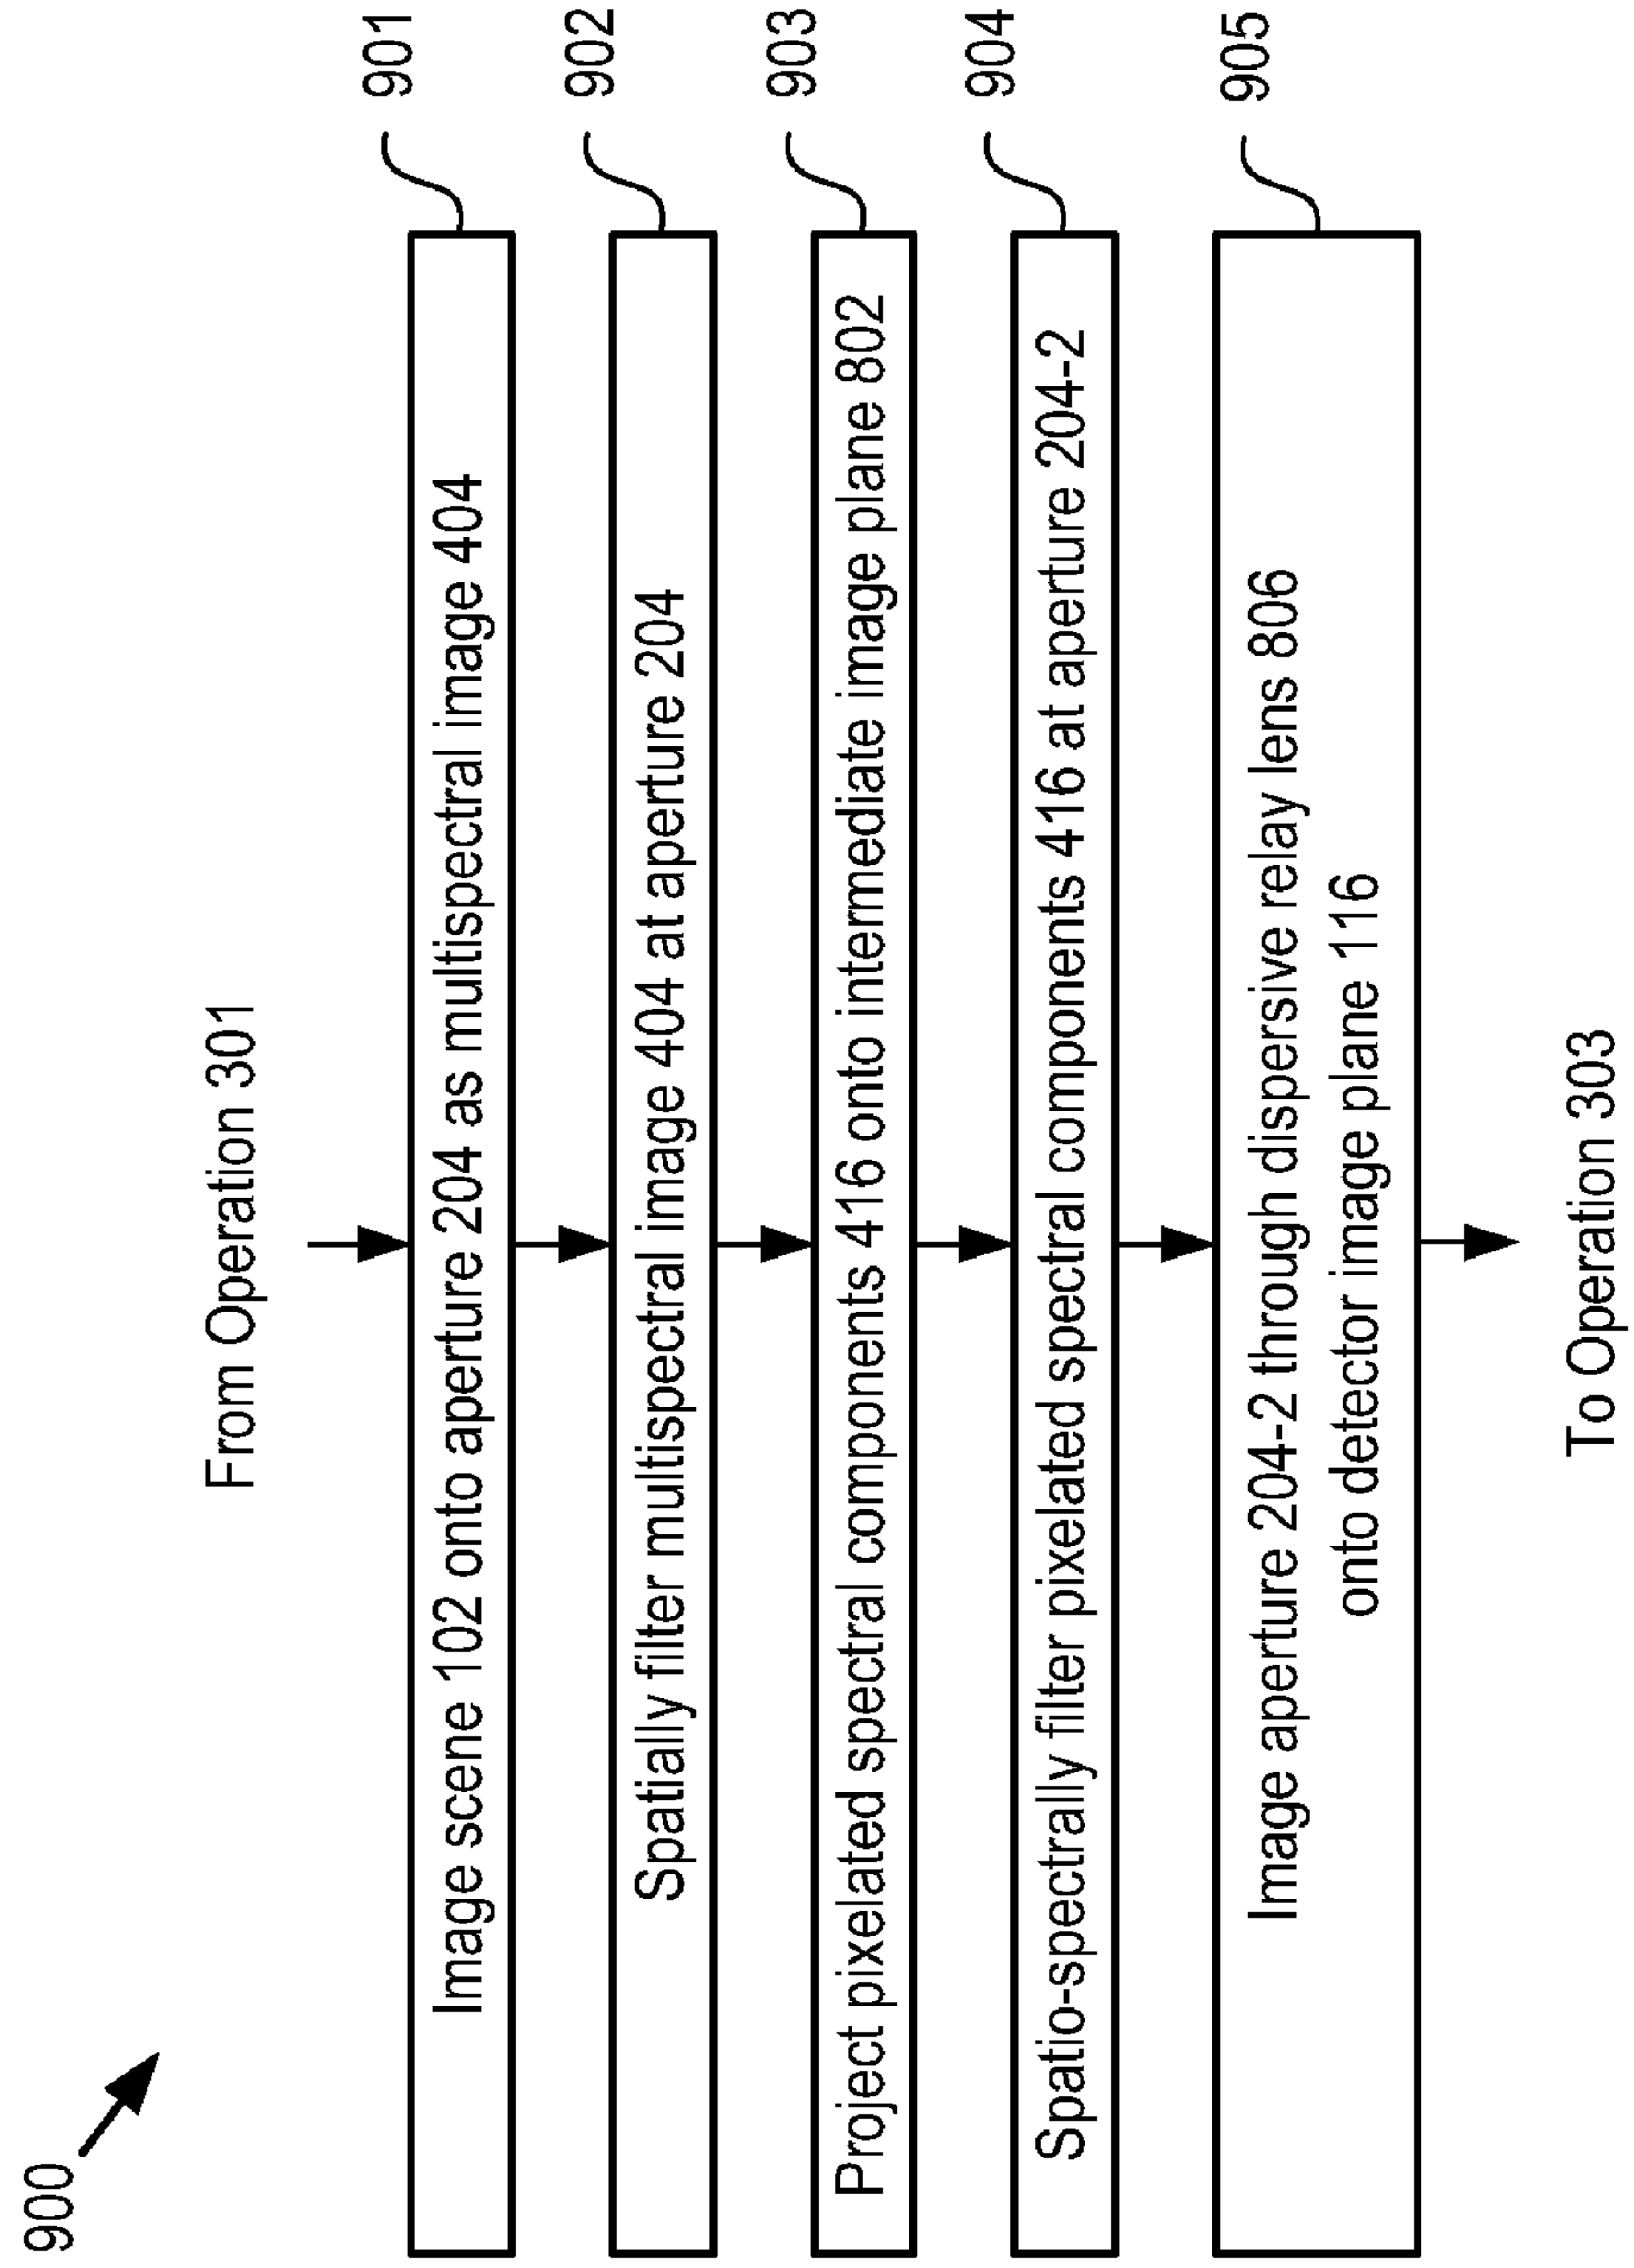 900
From Operation 301
901
Image scene 102 onto aperture 204 as multispectral image 404
902
Spatially filter multispectral image 404 at aperture 204
903
Project pixelated spectral components 416 onto intermediate image plane 802
904
Spatio-spectrally filter pixelated spectral components 416 at aperture 204-2
905
Image aperture 204-2 through dispersive relay lens 806
onto detector image plane 116
To Operation 303